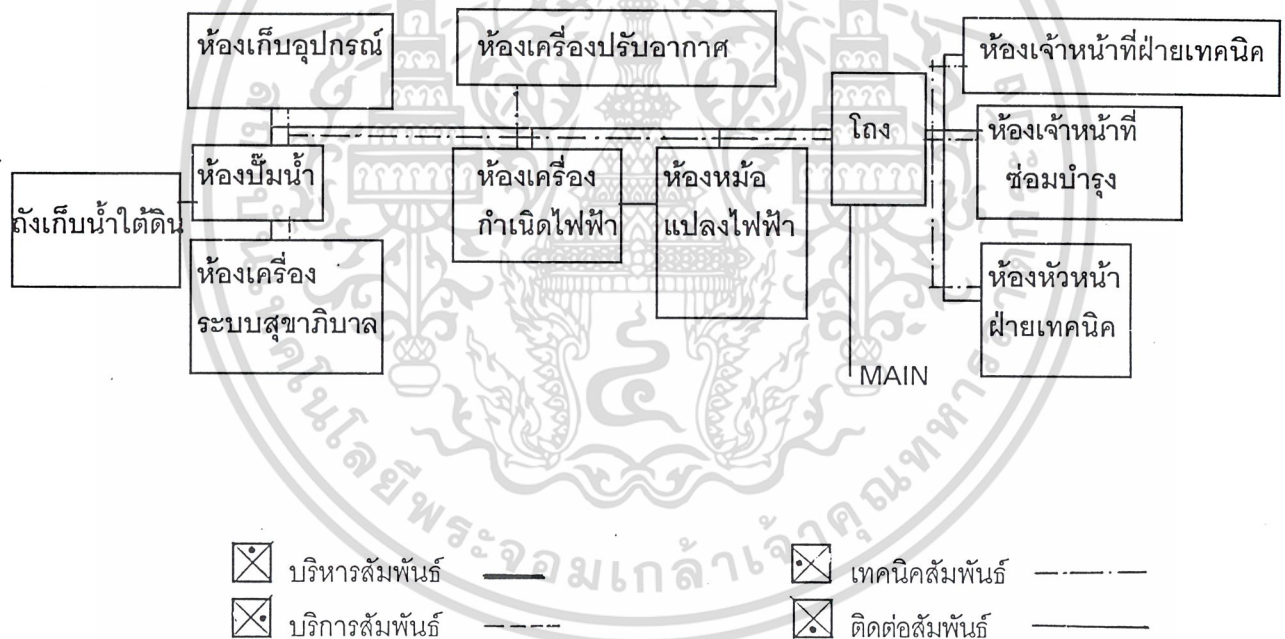 ห้องเก็บอุปกรณ์
ห้องเครื่องปรับอากาศ
ห้องเจ้าหน้าที่ฝ่ายเทคนิค
โถง
ห้องเจ้าหน้าที่
ซ่อมบำรุง
ห้องปั๊มน้ำ
ห้องเครื่อง
กำเนิดไฟฟ้า
ห้องหม้อ
แปลงไฟฟ้า
ถังเก็บน้ำใต้ดิน
ห้องเครื่อง
ระบบสุขาภิบาล
ห้องหัวหน้า
ฝ่ายเทคนิค
MAIN
บริหารสัมพันธ์
เทคนิคสัมพันธ์
บริการสัมพันธ์
ติดต่อสัมพันธ์